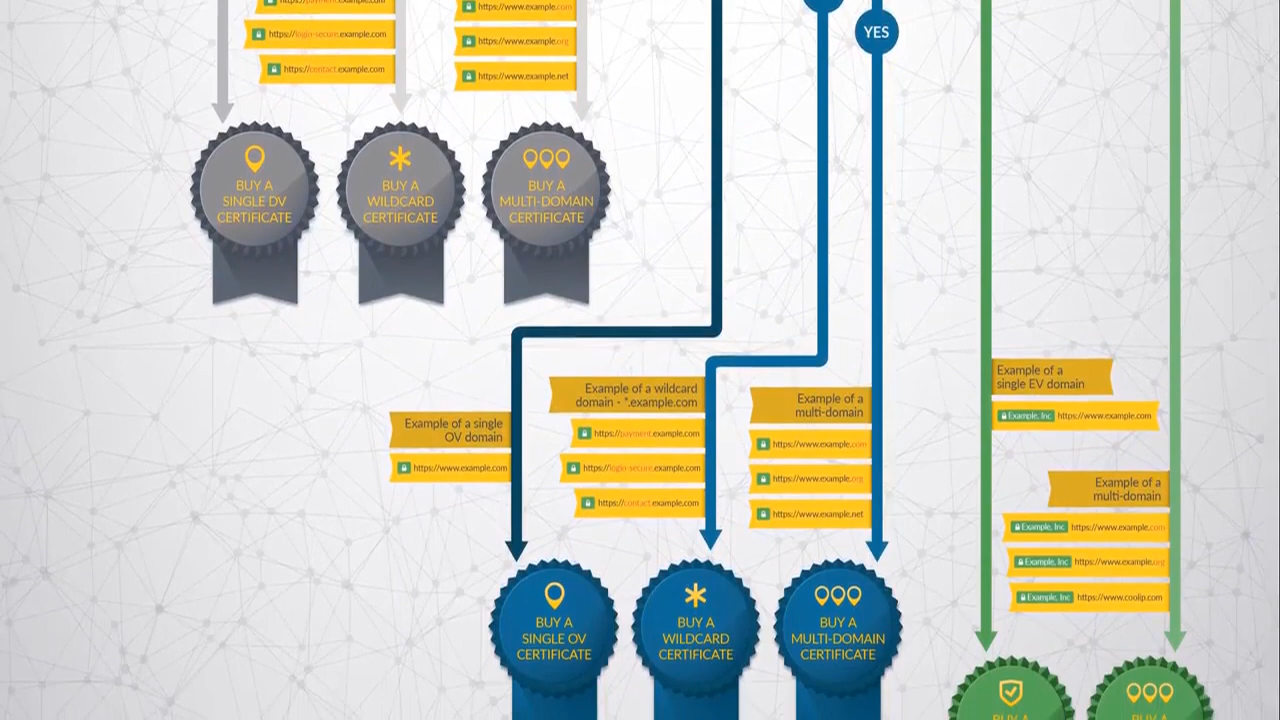 https://payment.example.com
https://login-secure.example.com
https://contact.example.com
https://www.example.com
https://www.example.org
https://www.example.net
YES
BUY A
SINGLE DV
CERTIFICATE
BUY A
WILDCARD
CERTIFICATE
BUY A
MULTI-DOMAIN
CERTIFICATE
Example of a single
OV domain
https://www.example.com
Example of a wildcard
domain - *.example.com
https://payment.example.com
https://login-secure.example.com
https://contact.example.com
Example of a
multi-domain
https://www.example.com
https://www.example.org
https://www.example.net
Example of a
single EV domain
Example, Inc https://www.example.com
Example of a
multi-domain
Example, Inc https://www.example.com
Example, Inc https://www.example.org
Example, Inc https://www.coolip.com
BUY A
SINGLE OV
CERTIFICATE
BUY A
WILDCARD
CERTIFICATE
BUY A
MULTI-DOMAIN
CERTIFICATE
BUY A
BUY A